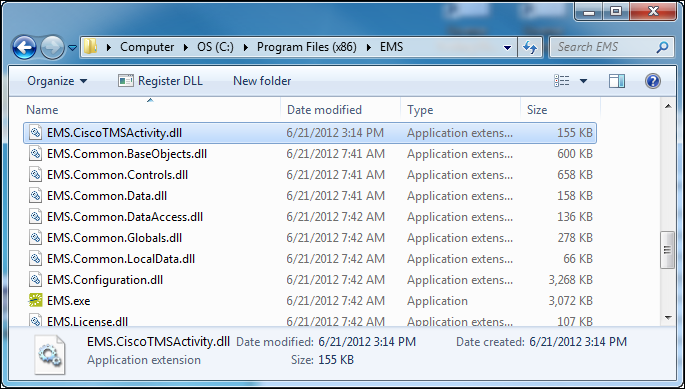 Computer ▸ OS (C:) ▸ Program Files (x86) ▸ EMS Search EMS
Organize Register DLL New folder
Name Date modified Type Size
EMS.CiscoTMSActivity.dll 6/21/2012 3:14 PM Application extens... 155 KB
EMS.Common.BaseObjects.dll 6/21/2012 7:41 AM Application extens... 600 KB
EMS.Common.Controls.dll 6/21/2012 7:41 AM Application extens... 658 KB
EMS.Common.Data.dll 6/21/2012 7:41 AM Application extens... 158 KB
EMS.Common.DataAccess.dll 6/21/2012 7:42 AM Application extens... 136 KB
EMS.Common.Globals.dll 6/21/2012 7:42 AM Application extens... 278 KB
EMS.Common.LocalData.dll 6/21/2012 7:42 AM Application extens... 66 KB
EMS.Configuration.dll 6/21/2012 7:42 AM Application extens... 3,268 KB
EMS.exe 6/21/2012 7:42 AM Application 3,072 KB
EMS.License.dll 6/21/2012 7:42 AM Application extens... 107 KB
EMS.CiscoTMSActivity.dll Date modified: 6/21/2012 3:14 PM Date created: 6/21/2012 3:14 PM
Application extension Size: 155 KB